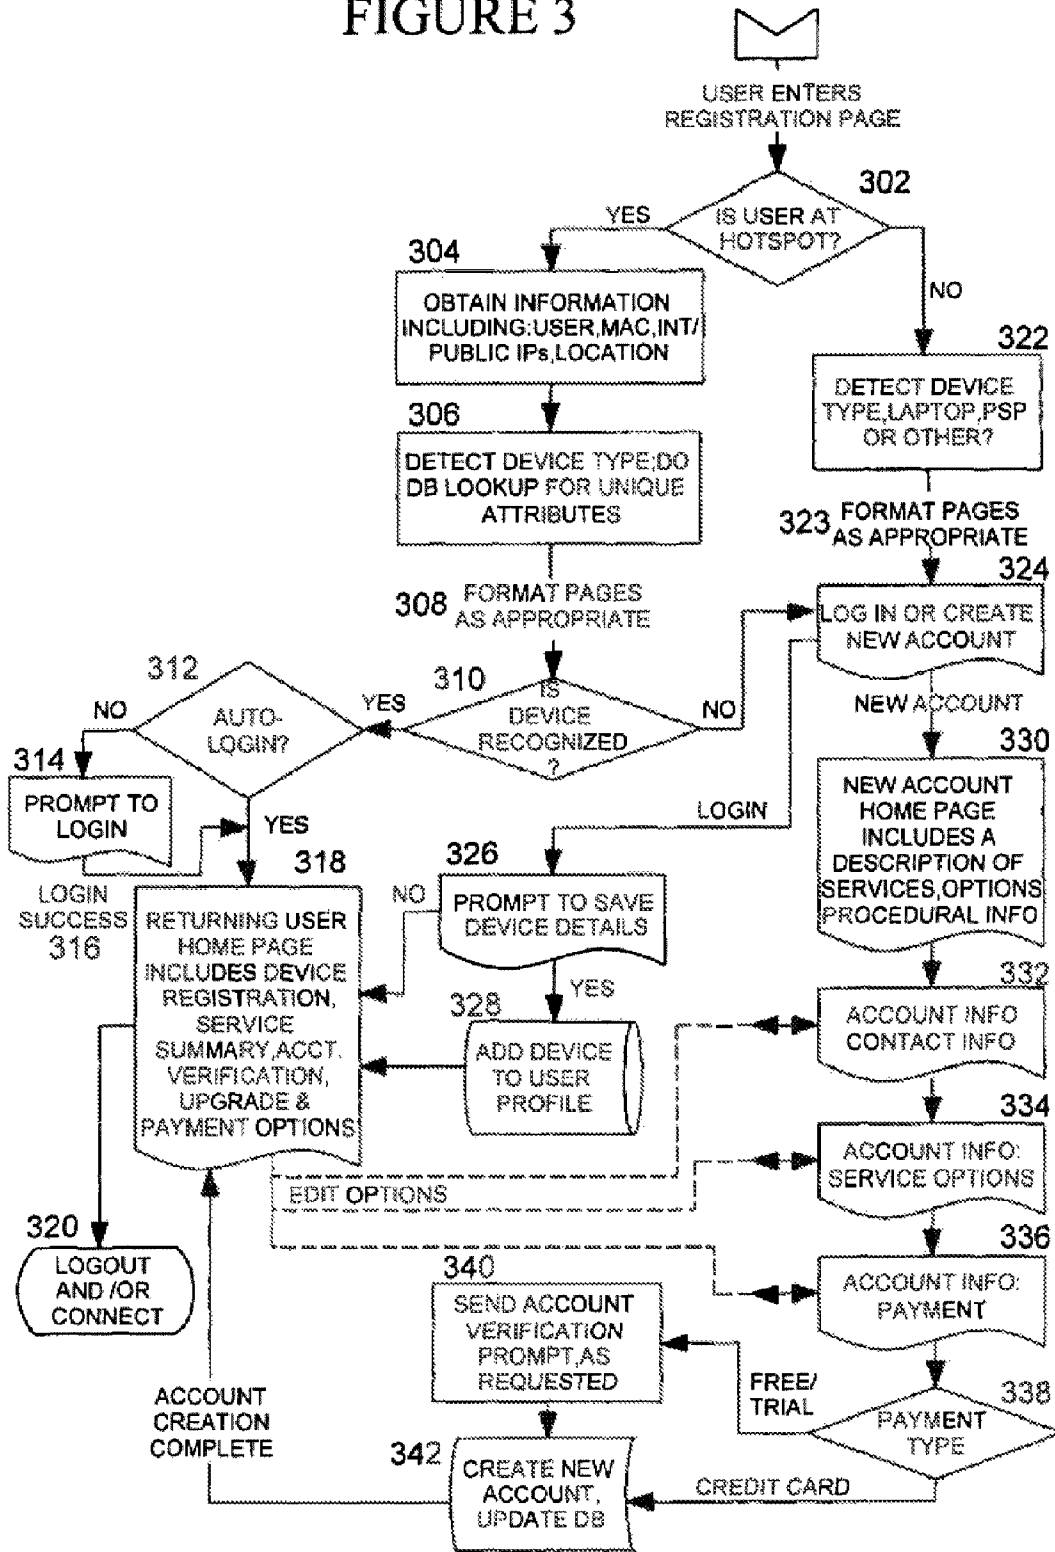 FIGURE 3
USER ENTERS
REGISTRATION PAGE
302
IS USER AT
HOTSPOT?
YES
NO
304
OBTAIN INFORMATION
INCLUDING:USER,MAC,INT/
PUBLIC IPs,LOCATION
322
DETECT DEVICE
TYPE,LAPTOP,PSP
OR OTHER?
306
DETECT DEVICE TYPE;DO
DB LOOKUP FOR UNIQUE
ATTRIBUTES
323 FORMAT PAGES
AS APPROPRIATE
308 FORMAT PAGES
AS APPROPRIATE
324
LOG IN OR CREATE
NEW ACCOUNT
312
AUTO-
LOGIN?
310
IS
DEVICE
RECOGNIZED
?
YES
NO
NO
NEW ACCOUNT
314
PROMPT TO
LOGIN
YES
LOGIN
330
NEW ACCOUNT
HOME PAGE
INCLUDES A
DESCRIPTION OF
SERVICES,OPTIONS
PROCEDURAL INFO
LOGIN
SUCCESS
316
318
RETURNING USER
HOME PAGE
INCLUDES DEVICE
REGISTRATION,
SERVICE
SUMMARY,ACCT.
VERIFICATION,
UPGRADE &
PAYMENT OPTIONS
326
PROMPT TO SAVE
DEVICE DETAILS
NO
YES
328
ADD DEVICE
TO USER
PROFILE
332
ACCOUNT INFO
CONTACT INFO
334
ACCOUNT INFO:
SERVICE OPTIONS
EDIT OPTIONS
320
LOGOUT
AND /OR
CONNECT
336
ACCOUNT INFO:
PAYMENT
340
SEND ACCOUNT
VERIFICATION
PROMPT,AS
REQUESTED
FREE/
TRIAL
338
PAYMENT
TYPE
ACCOUNT
CREATION
COMPLETE
342
CREATE NEW
ACCOUNT,
UPDATE DB
CREDIT CARD